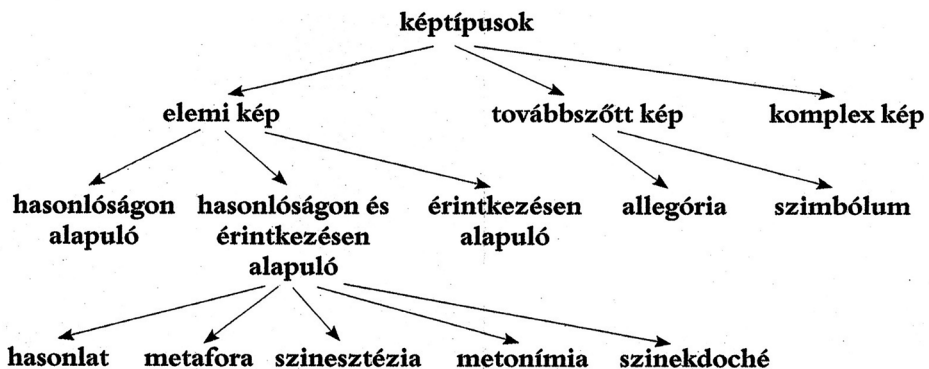 képtípusok
elemi kép továbbszőtt kép komplex kép
hasonlóságon hasonlóságon és érintkezésen allegória szimbólum
alapuló érintkezésen alapuló
alapuló
hasonlat metafora szinesztézia metonímia szinekdoché